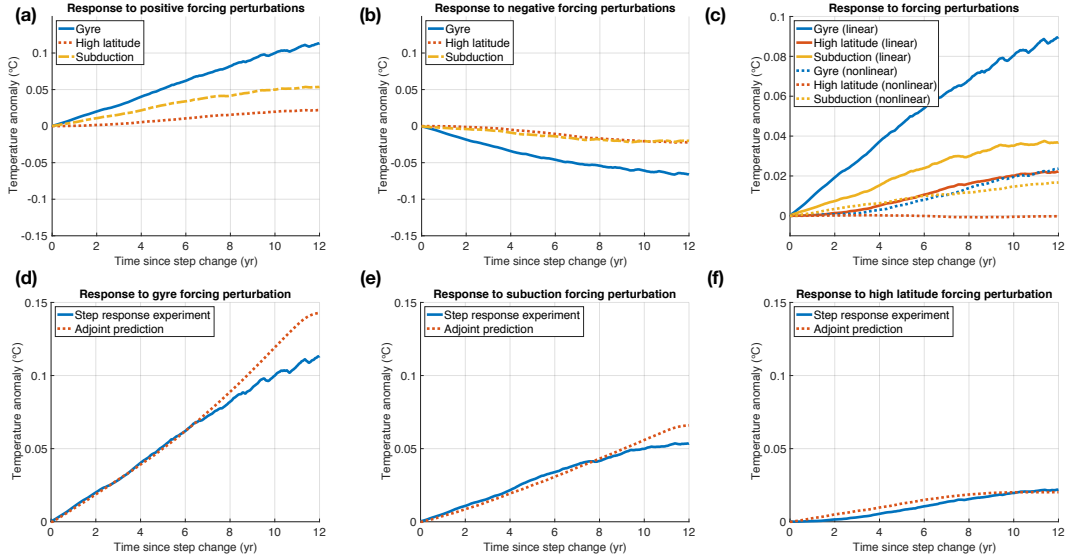 (a)
Response to positive forcing perturbations
Temperature anomaly (°C)
0.1
0.05
0
-0.05
-0.1
-0.15
Gyre
High latitude
Subduction
0 2 4 6 8 10 12
Time since step change (yr)
(b)
Response to negative forcing perturbations
Temperature anomaly (°C)
0.1
0.05
0
-0.05
-0.1
-0.15
Gyre
High latitude
Subduction
0 2 4 6 8 10 12
Time since step change (yr)
(c)
Response to forcing perturbations
Temperature anomaly (°C)
0.1
0.08
0.06
0.04
0.02
0
Gyre (linear)
High latitude (linear)
Subduction (linear)
Gyre (nonlinear)
High latitude (nonlinear)
Subduction (nonlinear)
0 2 4 6 8 10 12
Time since step change (yr)
(d)
Response to gyre forcing perturbation
Temperature anomaly (°C)
0.15
0.1
0.05
0
Step response experiment
Adjoint prediction
0 2 4 6 8 10 12
Time since step change (yr)
(e)
Response to subuction forcing perturbation
Temperature anomaly (°C)
0.15
0.1
0.05
0
Step response experiment
Adjoint prediction
0 2 4 6 8 10 12
Time since step change (yr)
(f)
Response to high latitude forcing perturbation
Temperature anomaly (°C)
0.15
0.1
0.05
0
Step response experiment
Adjoint prediction
0 2 4 6 8 10 12
Time since step change (yr)